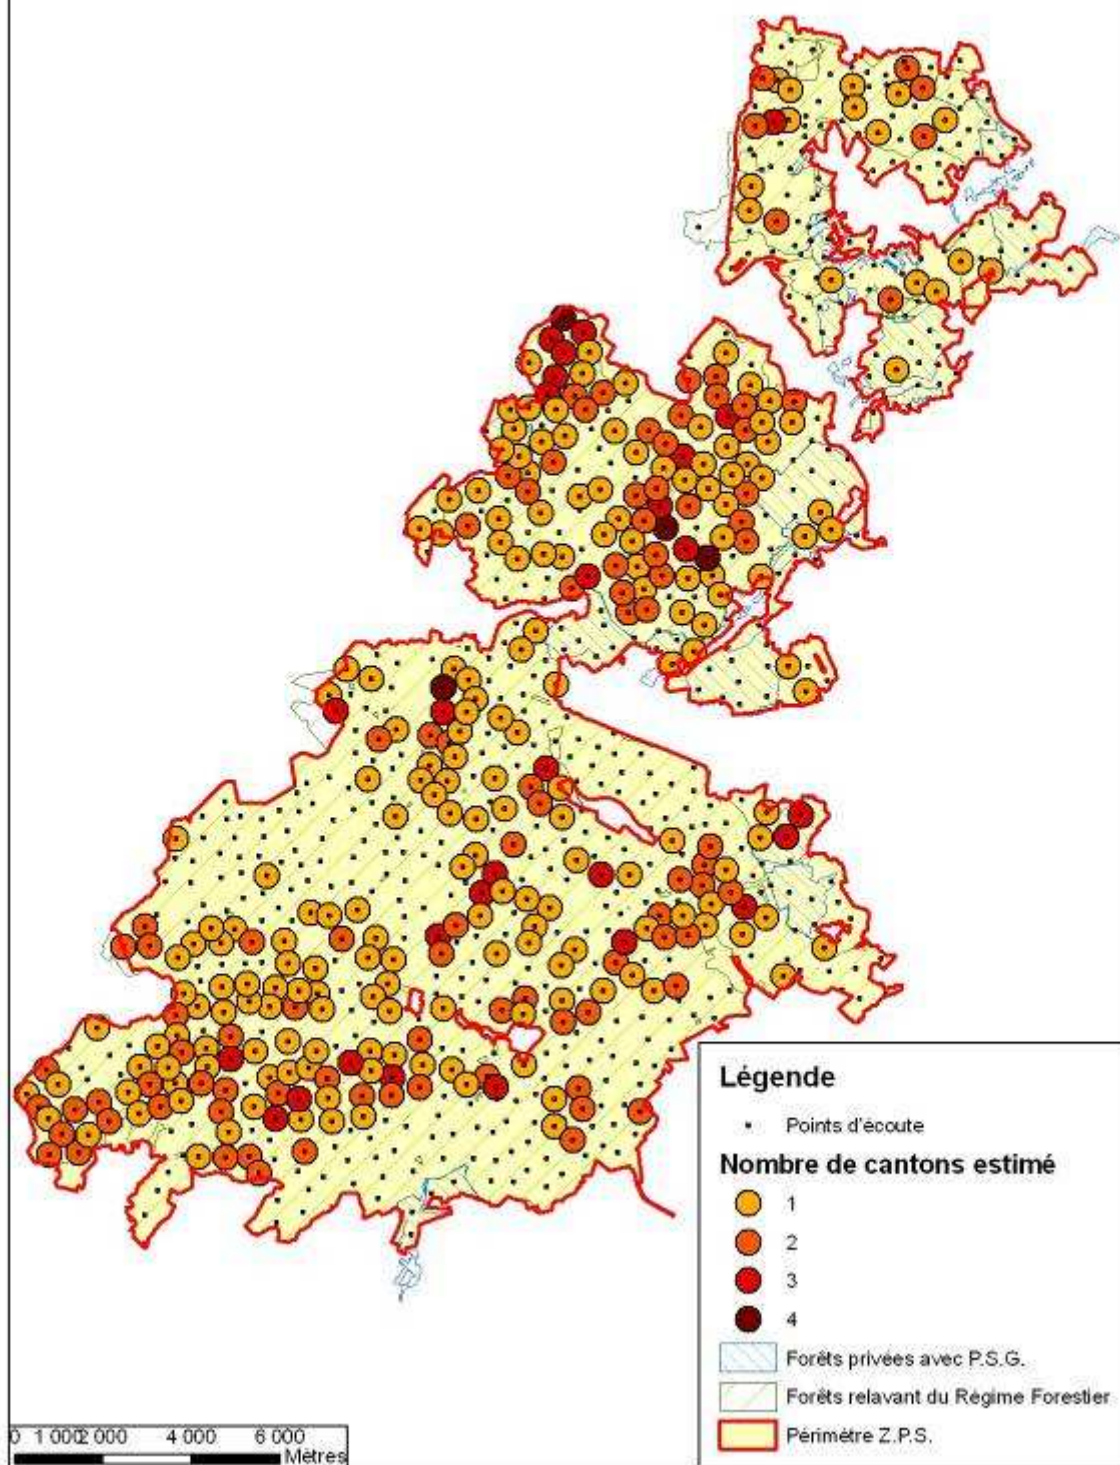 Légende
Points d'écoute
Nombre de cantons estimé
1
2
3
4
Forêts privées avec P.S.G.
Forêts relavant du Régime Forestier
Périmètre Z.P.S.
0 1 000 2 000 4 000 6 000
Mètres